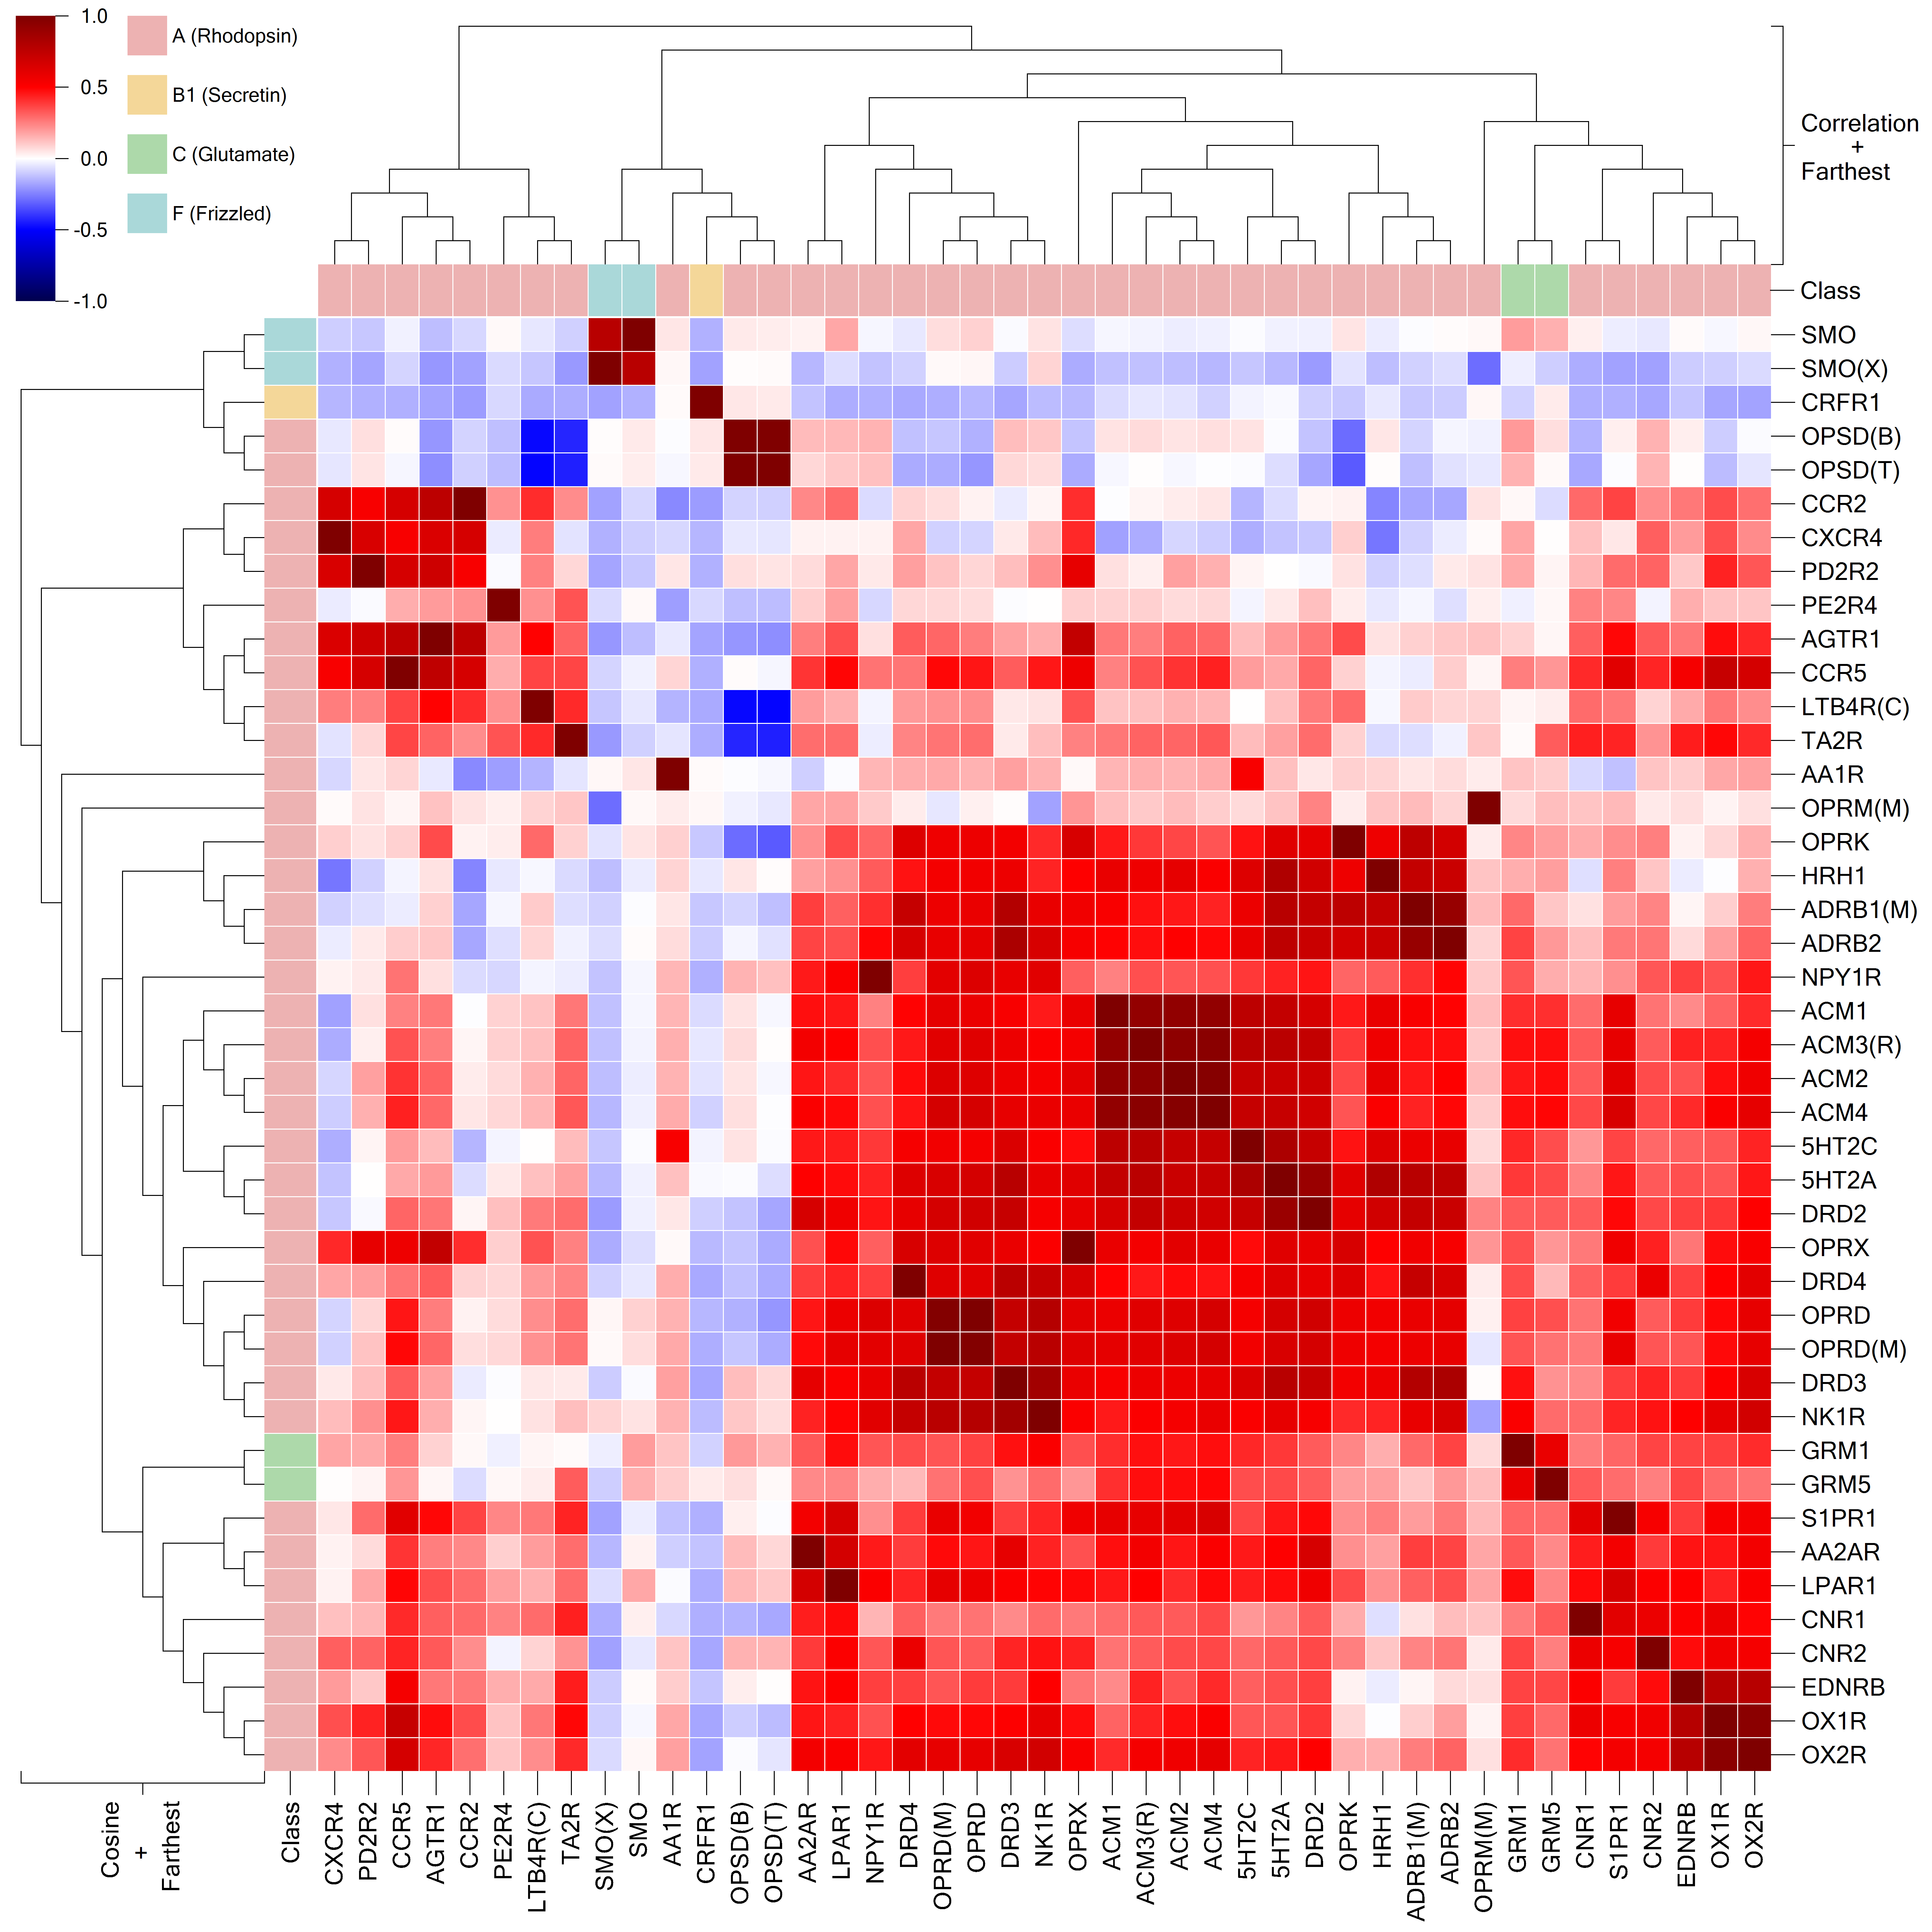 1.0
0.5
0.0
-0.5
-1.0
A (Rhodopsin)
B1 (Secretin)
C (Glutamate)
F (Frizzled)
Correlation
+
Farthest
Class
SMO
SMO(X)
CRFR1
OPSD(B)
OPSD(T)
CCR2
CXCR4
PD2R2
PE2R4
AGTR1
CCR5
LTB4R(C)
TA2R
AA1R
OPRM(M)
OPRK
HRH1
ADRB1(M)
ADRB2
NPY1R
ACM1
ACM3(R)
ACM2
ACM4
5HT2C
5HT2A
DRD2
OPRX
DRD4
OPRD
OPRD(M)
DRD3
NK1R
GRM1
GRM5
S1PR1
AA2AR
LPAR1
CNR1
CNR2
EDNRB
OX1R
OX2R
Cosine
+
Farthest
Class
CXCR4
PD2R2
CCR5
AGTR1
CCR2
PE2R4
LTB4R(C)
TA2R
SMO(X)
SMO
AA1R
CRFR1
OPSD(B)
OPSD(T)
AA2AR
LPAR1
NPY1R
DRD4
OPRD(M)
OPRD
DRD3
NK1R
OPRX
ACM1
ACM3(R)
ACM2
ACM4
5HT2C
5HT2A
DRD2
OPRK
HRH1
ADRB1(M)
ADRB2
OPRM(M)
GRM1
GRM5
CNR1
S1PR1
CNR2
EDNRB
OX1R
OX2R